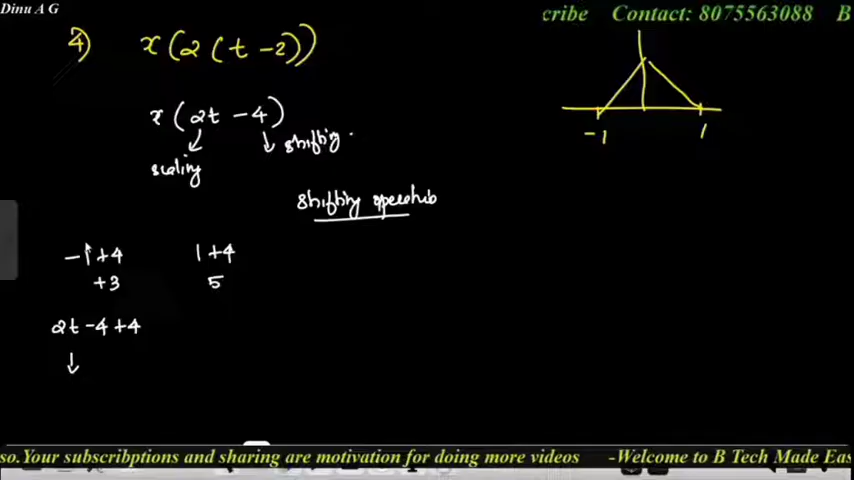 Dinu A G
cribe Contact: 8075563088 B
4) x(2(t-2))
x(2t-4)
shifting.
scaling
shifting
-1+4 1+4
+3 5
2t-4+4
-1 1
so.Your subscribptions and sharing are motivation for doing more videos -Welcome to B Tech Made Eas